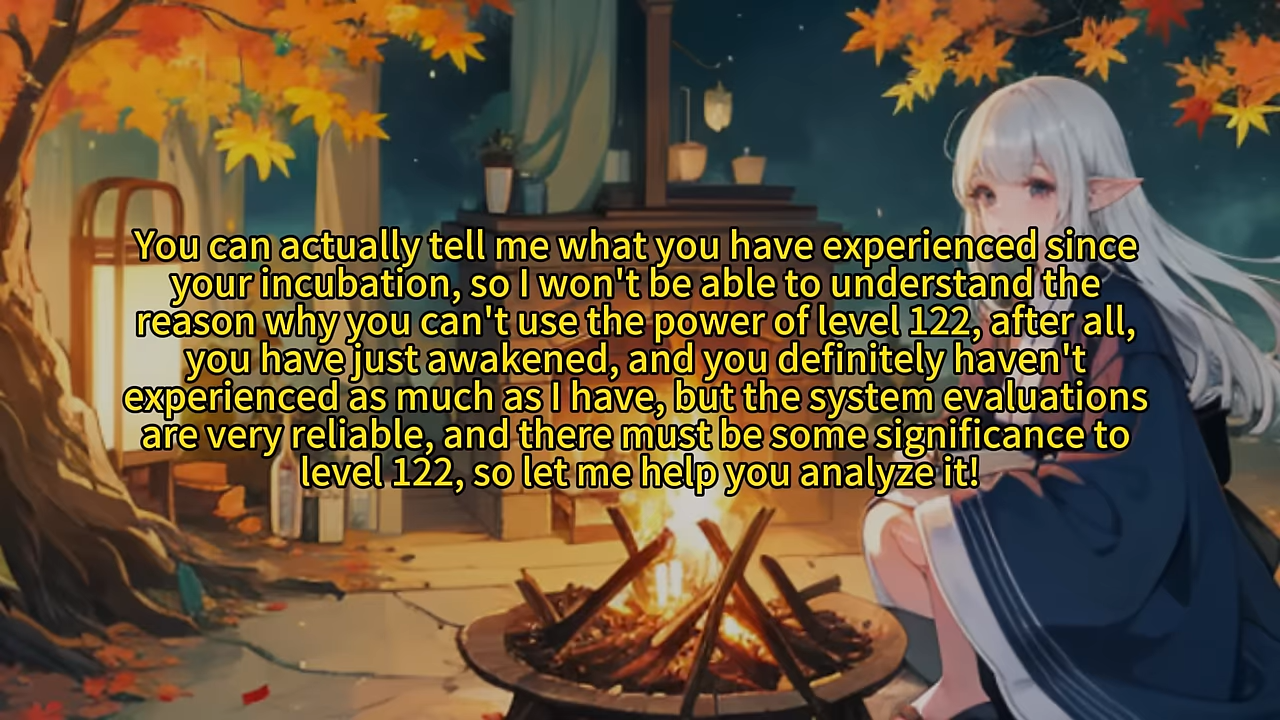 You can actually tell me what you have experienced since
your incubation, so I won't be able to understand the
reason why you can't use the power of level 122, after all,
you have just awakened, and you definitely haven't
experienced as much as I have, but the system evaluations
are very reliable, and there must be some significance to
level 122, so let me help you analyze it!